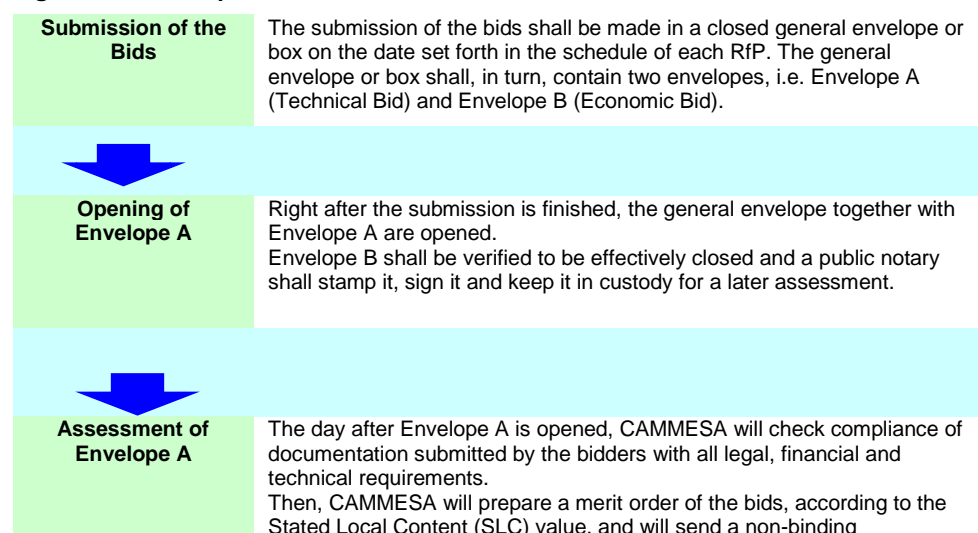 Submission of the
Bids
The submission of the bids shall be made in a closed general envelope or
box on the date set forth in the schedule of each RfP. The general
envelope or box shall, in turn, contain two envelopes, i.e. Envelope A
(Technical Bid) and Envelope B (Economic Bid).
Opening of
Envelope A
Right after the submission is finished, the general envelope together with
Envelope A are opened.
Envelope B shall be verified to be effectively closed and a public notary
shall stamp it, sign it and keep it in custody for a later assessment.
Assessment of
Envelope A
The day after Envelope A is opened, CAMMESA will check compliance of
documentation submitted by the bidders with all legal, financial and
technical requirements.
Then, CAMMESA will prepare a merit order of the bids, according to the
Stated Local Content (SLC) value, and will send a non-binding